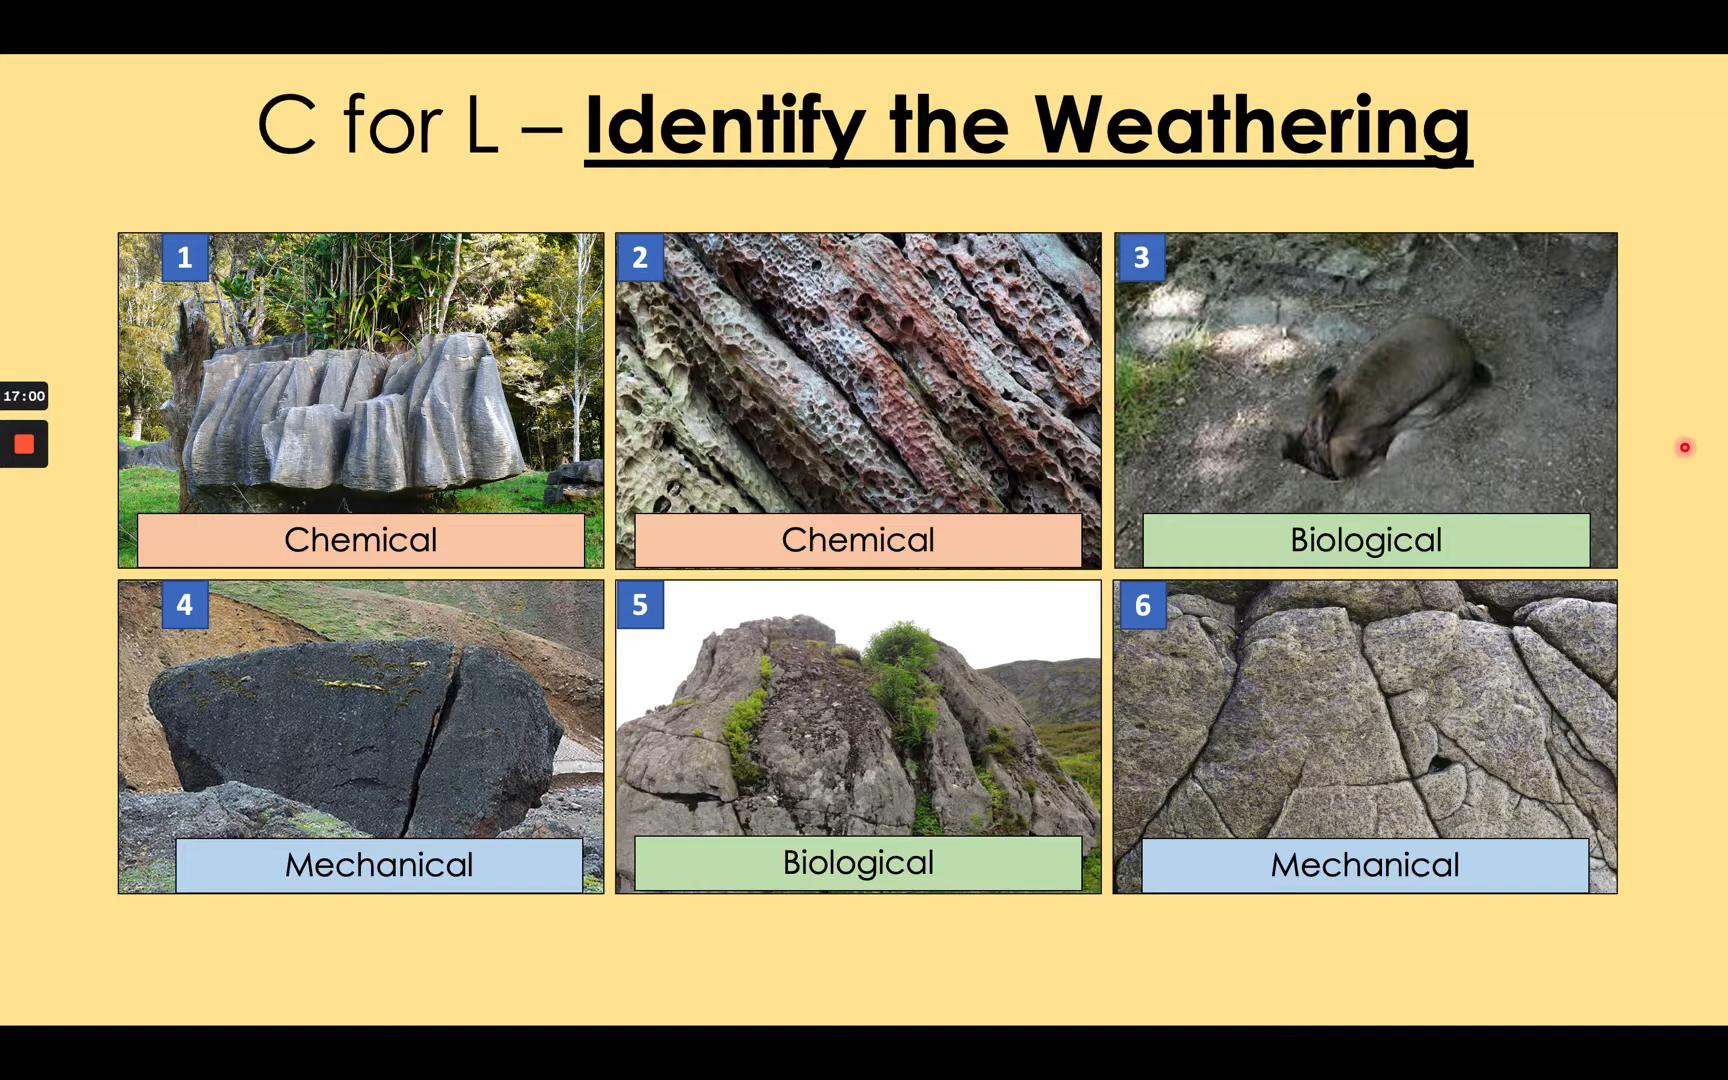 C for L – Identify the Weathering
1
2
3
Chemical
Chemical
Biological
17:00
4
5
6
Mechanical
Biological
Mechanical